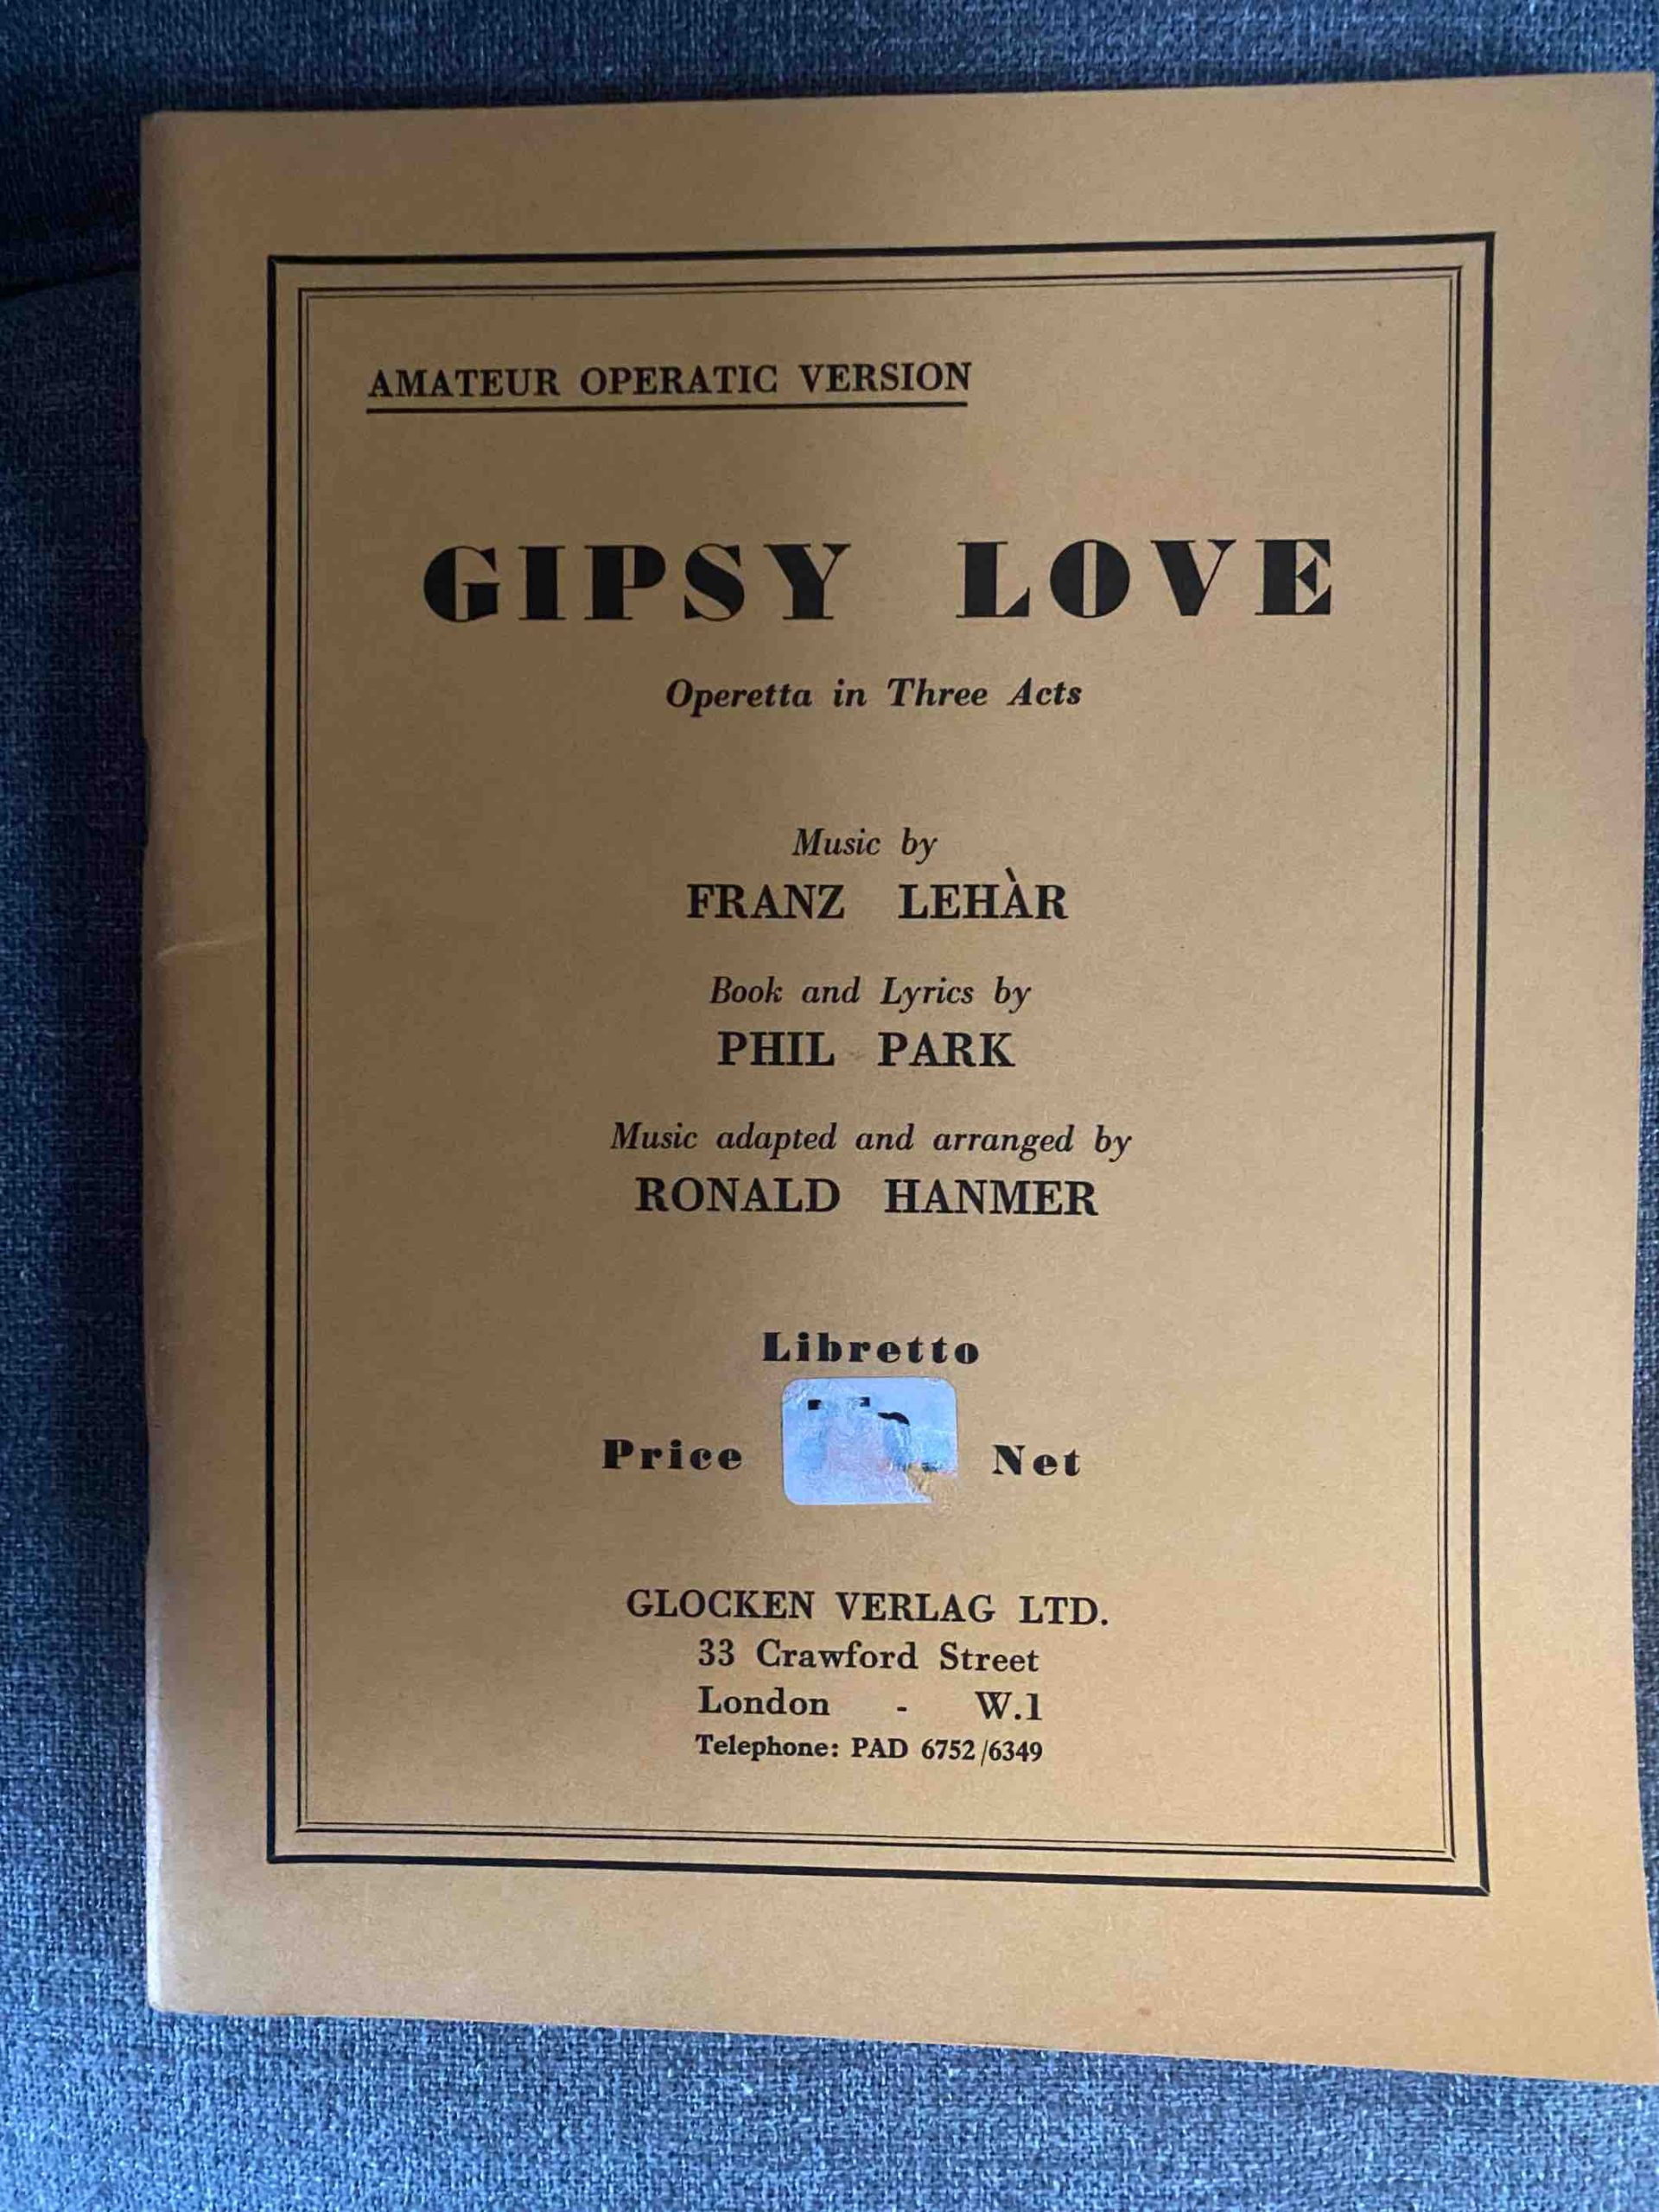 AMATEUR OPERATIC VERSION
GIPSY LOVE
Operetta in Three Acts
Music by
FRANZ LEHÀR
Book and Lyrics by
PHIL PARK
Music adapted and arranged by
RONALD HANMER
Libretto
Price Net
GLOCKEN VERLAG LTD.
33 Crawford Street
London - W.1
Telephone: PAD 6752/6349